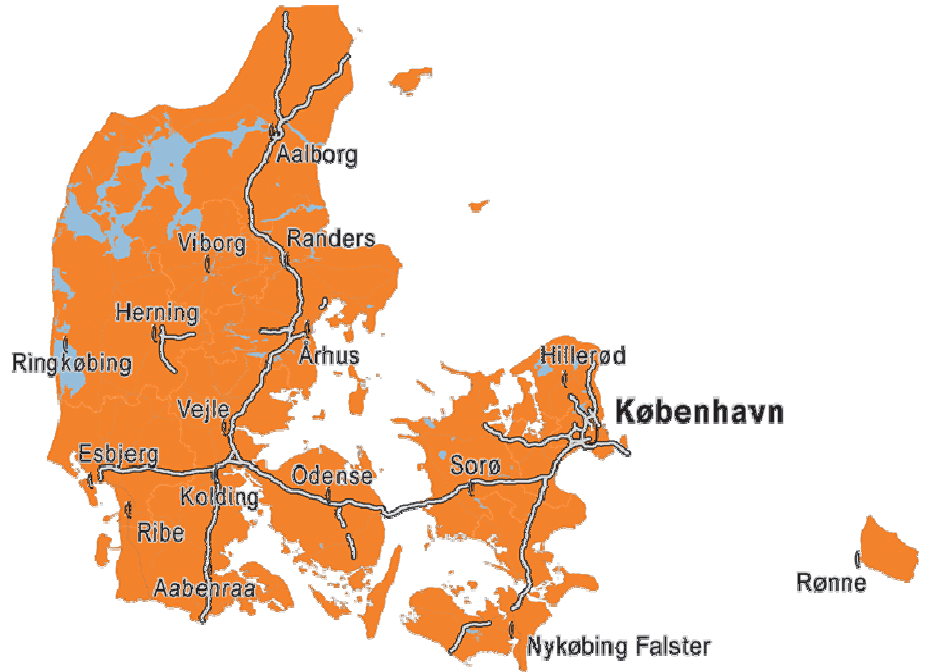 Aalborg
Viborg
Randers
Herning
Århus
Ringkøbing
Hillerød
København
Vejle
Esbjerg
Odense
Sorø
Kolding
Ribe
Aabenraa
Rønne
Nykøbing Falster